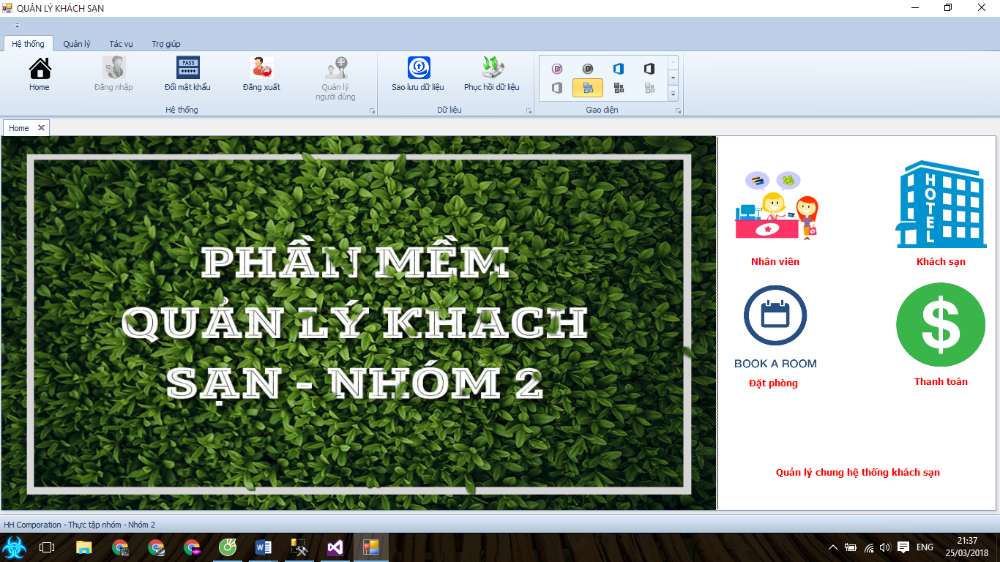 QUẢN LÝ KHÁCH SẠN
Hệ thống
Quản lý
Tác vụ
Trợ giúp
Home
Đăng nhập
PASS
Đổi mật khẩu
Đăng xuất
Quản lý
người dùng
Sao lưu dữ liệu
Phục hồi dữ liệu
Hệ thống
Dữ liệu
Giao diện
Home
PHẦN MỀM
QUẢN LÝ KHACH
SẠN - NHÓM 2
HOTEL
Nhân viên
Khách sạn
$
BOOK A ROOM
Đặt phòng
Thanh toán
Quản lý chung hệ thống khách sạn
HH Comporation - Thực tập nhóm - Nhóm 2
ENG
21:37
25/03/2018